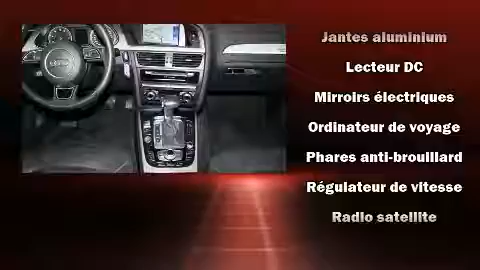 Jantes aluminium
Lecteur DC
Mirroirs électriques
Ordinateur de voyage
Phares anti-brouillard
Régulateur de vitesse
Radio satellite